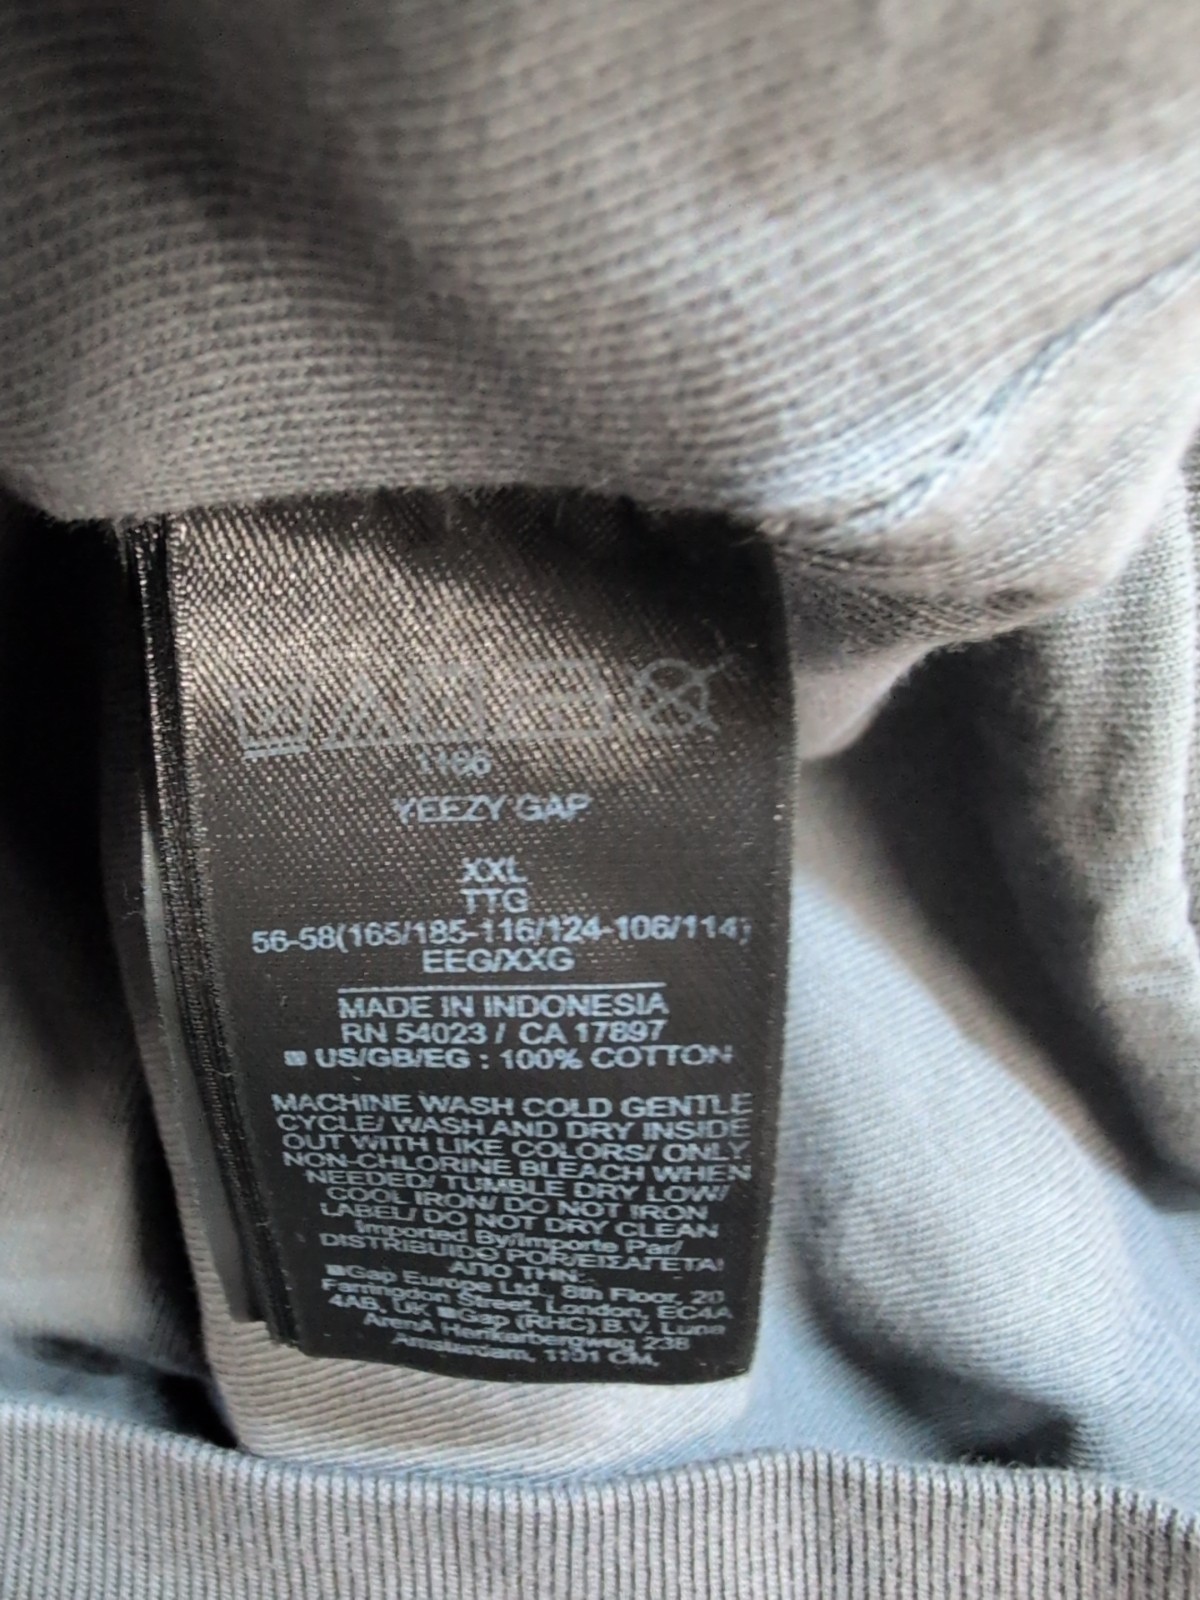 1166
YEEZY GAP
XXL
TTG
56-58(165/185-116/124-106/114)
EEG/XXG
MADE IN INDONESIA
RN 54023 / CA 17897
US/GB/EG : 100% COTTON
MACHINE WASH COLD GENTLE
CYCLE/ WASH AND DRY INSIDE
OUT WITH LIKE COLORS/ ONLY
NON-CHLORINE BLEACH WHEN
NEEDED/ TUMBLE DRY LOW/
COOL IRON/ DO NOT IRON
LABEL/ DO NOT DRY CLEAN
Imported By/Importe Par/
DISTRIBUIDO POR/ΕΙΣΑΓΕΤΑΙ
ΑΠΟ ΤΗΝ:
Gap Europe Ltd., 8th Floor, 20
Farringdon Street, London, EC4A
4AB, UK Gap (RHC) B.V. Luna
ArenA Herikerbergweg 238
Amsterdam, 1101 CM,